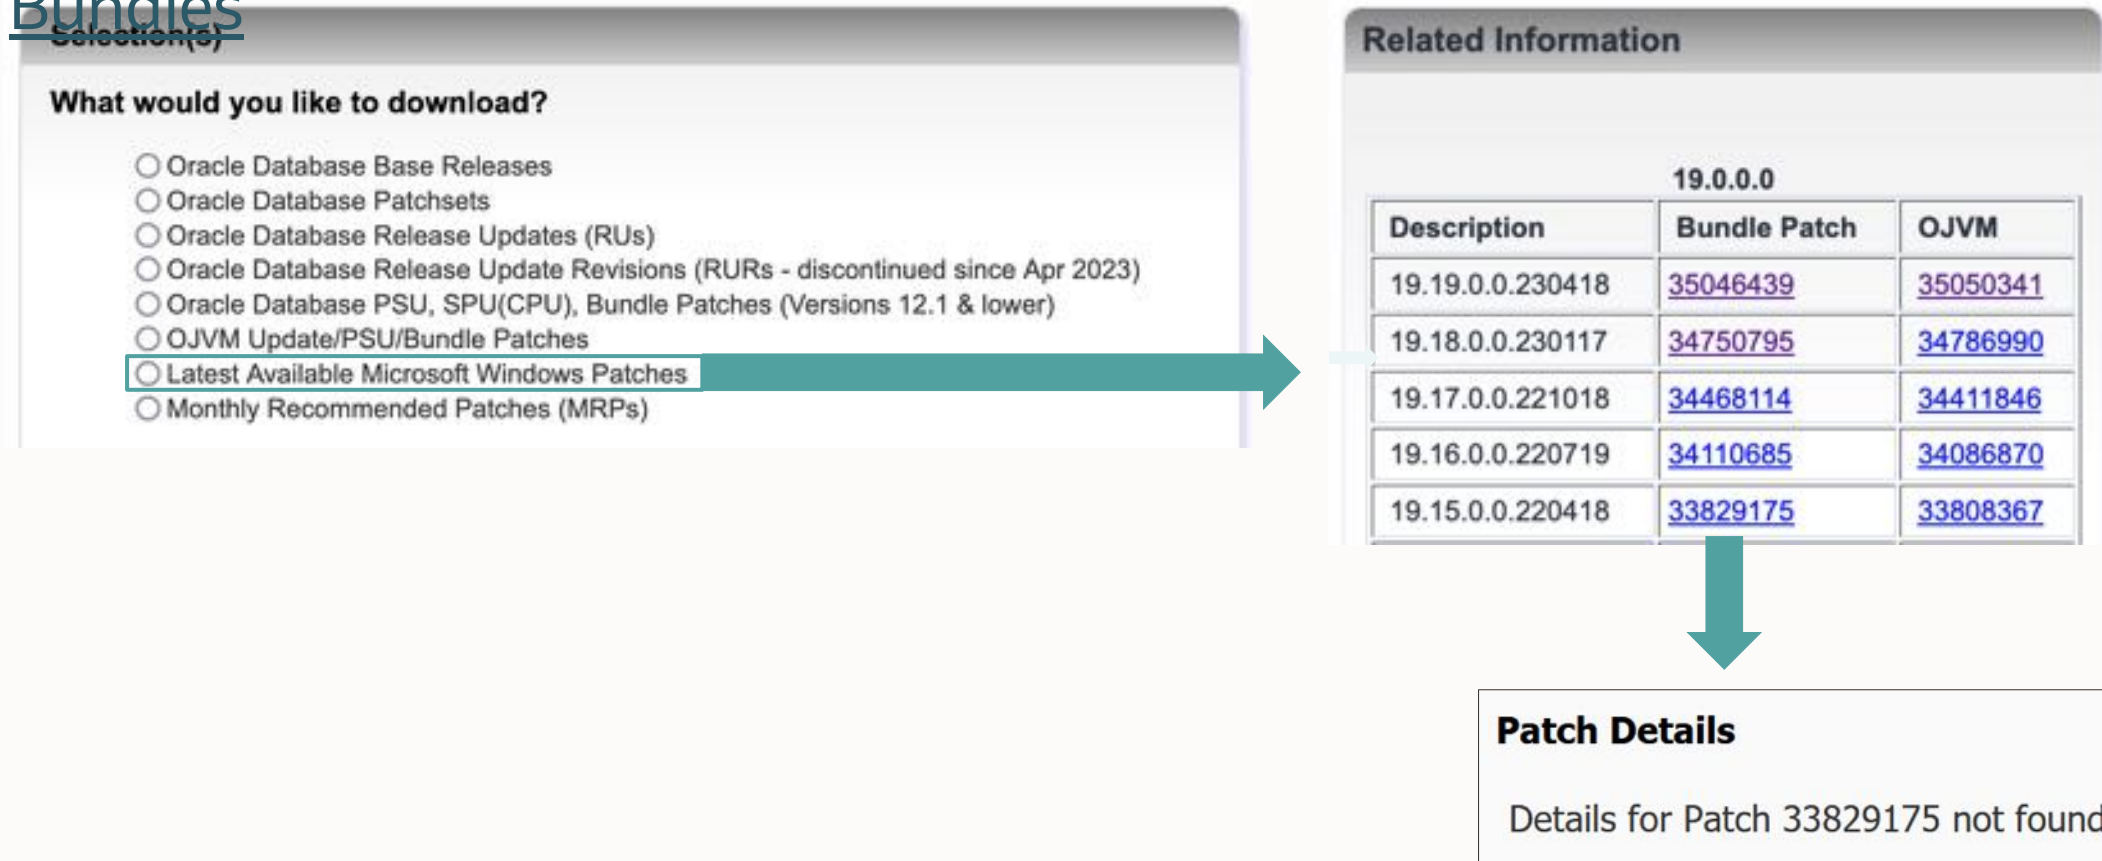 Bundles
Selection(s)
What would you like to download?
Oracle Database Base Releases
Oracle Database Patchsets
Oracle Database Release Updates (RUs)
Oracle Database Release Update Revisions (RURs - discontinued since Apr 2023)
Oracle Database PSU, SPU(CPU), Bundle Patches (Versions 12.1 & lower)
OJVM Update/PSU/Bundle Patches
Latest Available Microsoft Windows Patches
Monthly Recommended Patches (MRPs)
Related Information
19.0.0.0
Description Bundle Patch OJVM
19.19.0.0.230418 35046439 35050341
19.18.0.0.230117 34750795 34786990
19.17.0.0.221018 34468114 34411846
19.16.0.0.220719 34110685 34086870
19.15.0.0.220418 33829175 33808367
Patch Details
Details for Patch 33829175 not found